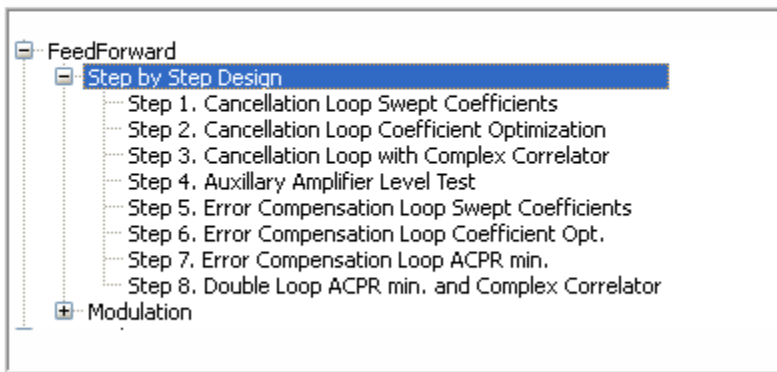 FeedForward
Step by Step Design
Step 1. Cancellation Loop Swept Coefficients
Step 2. Cancellation Loop Coefficient Optimization
Step 3. Cancellation Loop with Complex Correlator
Step 4. Auxillary Amplifier Level Test
Step 5. Error Compensation Loop Swept Coefficients
Step 6. Error Compensation Loop Coefficient Opt.
Step 7. Error Compensation Loop ACPR min.
Step 8. Double Loop ACPR min. and Complex Correlator
Modulation